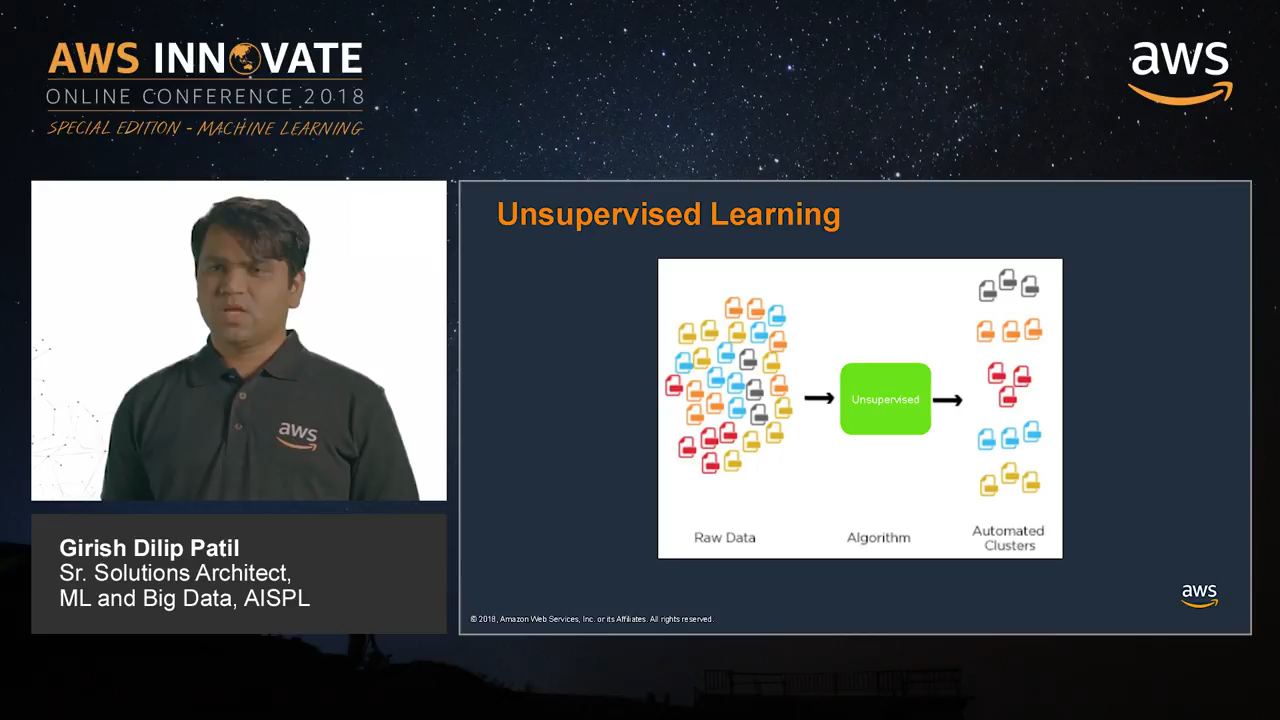 AWS INNOVATE
ONLINE CONFERENCE 2018
SPECIAL EDITION - MACHINE LEARNING
aws
Unsupervised Learning
Unsupervised
Raw Data
Algorithm
Automated
Clusters
aws
Girish Dilip Patil
Sr. Solutions Architect,
ML and Big Data, AISPL
aws
© 2018, Amazon Web Services, Inc. or its Affiliates. All rights reserved.